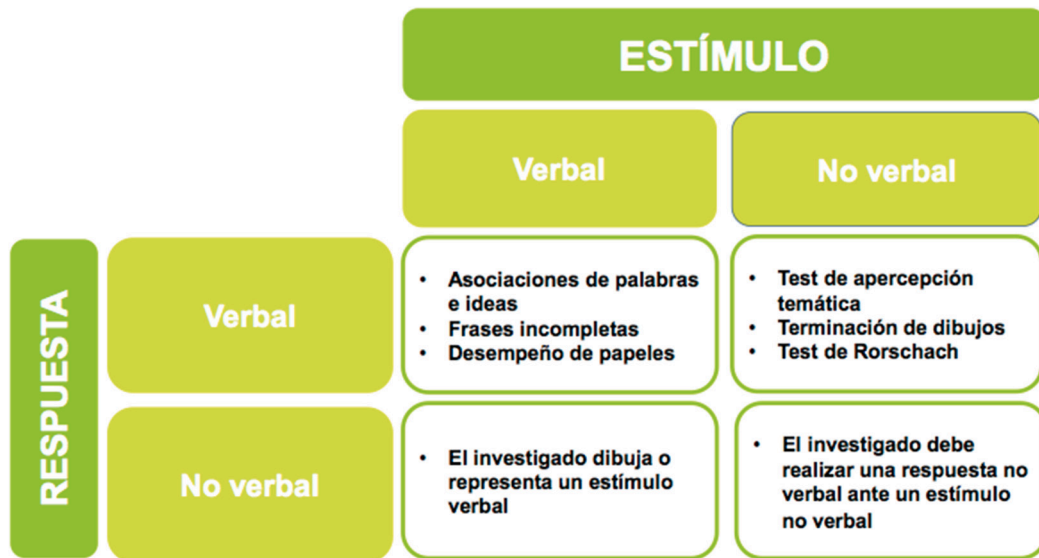 ESTÍMULO
Verbal
No verbal
RESPUESTA
Verbal
• Asociaciones de palabras
e ideas
• Frases incompletas
• Desempeño de papeles
• Test de apercepción
temática
• Terminación de dibujos
• Test de Rorschach
No verbal
• El investigado dibuja o
representa un estímulo
verbal
• El investigado debe
realizar una respuesta no
verbal ante un estímulo
no verbal